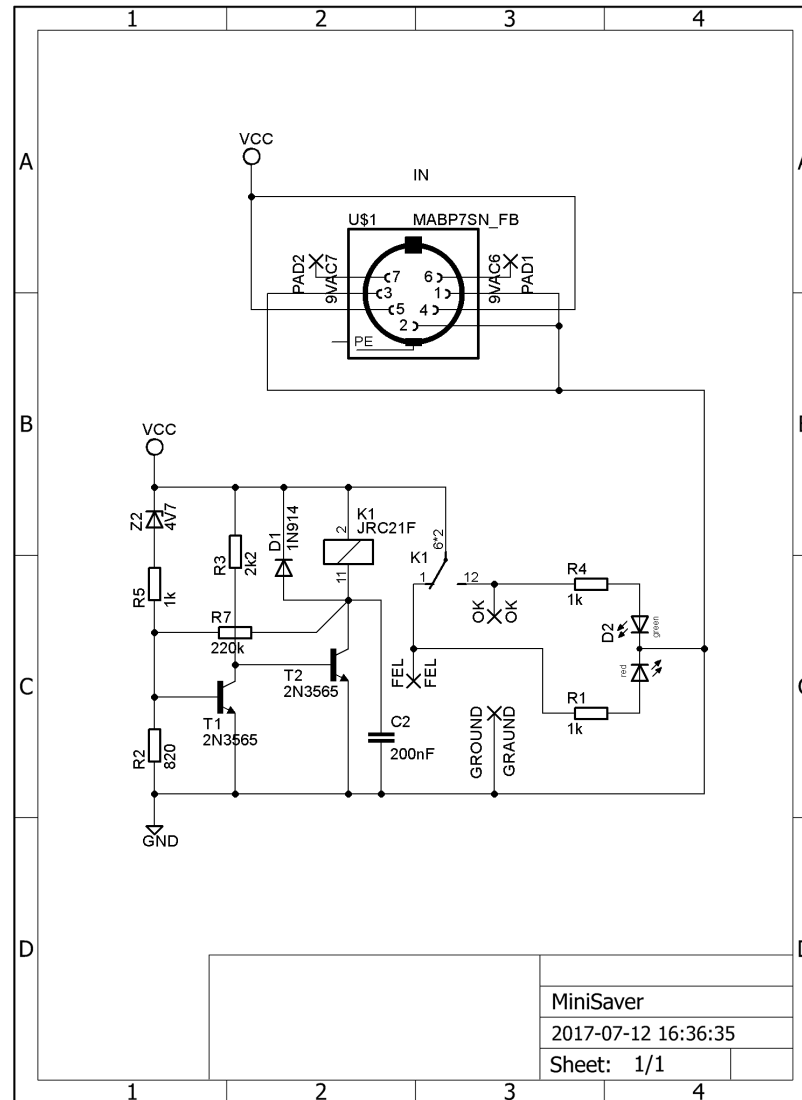 1 2 3 4
A A
VCC
IN
U$1 MABP7SN_FB
PAD2
9VAC7
9VAC6
PAD1
7 6
3 1
5 4
2
PE
B
VCC
Z2
4V7
R3
2k2
D1
1N914
K1
JRC21F
2
11
6*2
K1
1 12
R5
1k
R7
220k
OK
OK
R4
1k
D2
green
red
FEL
FEL
R1
1k
T2
2N3565
T1
2N3565
C2
200nF
R2
820
GROUND
GRAUND
GND
C
D D
MiniSaver
2017-07-12 16:36:35
Sheet: 1/1
1 2 3 4